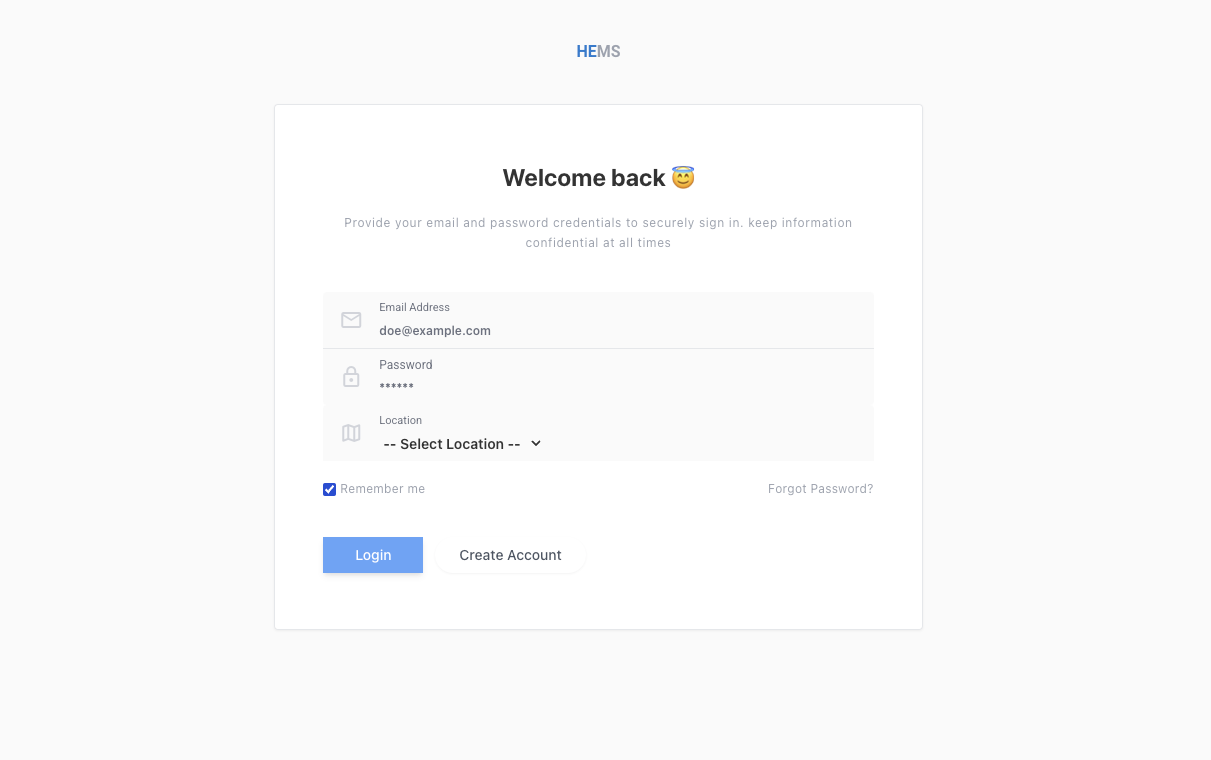 HEMS
Welcome back 😇
Provide your email and password credentials to securely sign in. keep information
confidential at all times
Email Address
doe@example.com
Password
******
Location
-- Select Location --
Remember me
Forgot Password?
Login
Create Account